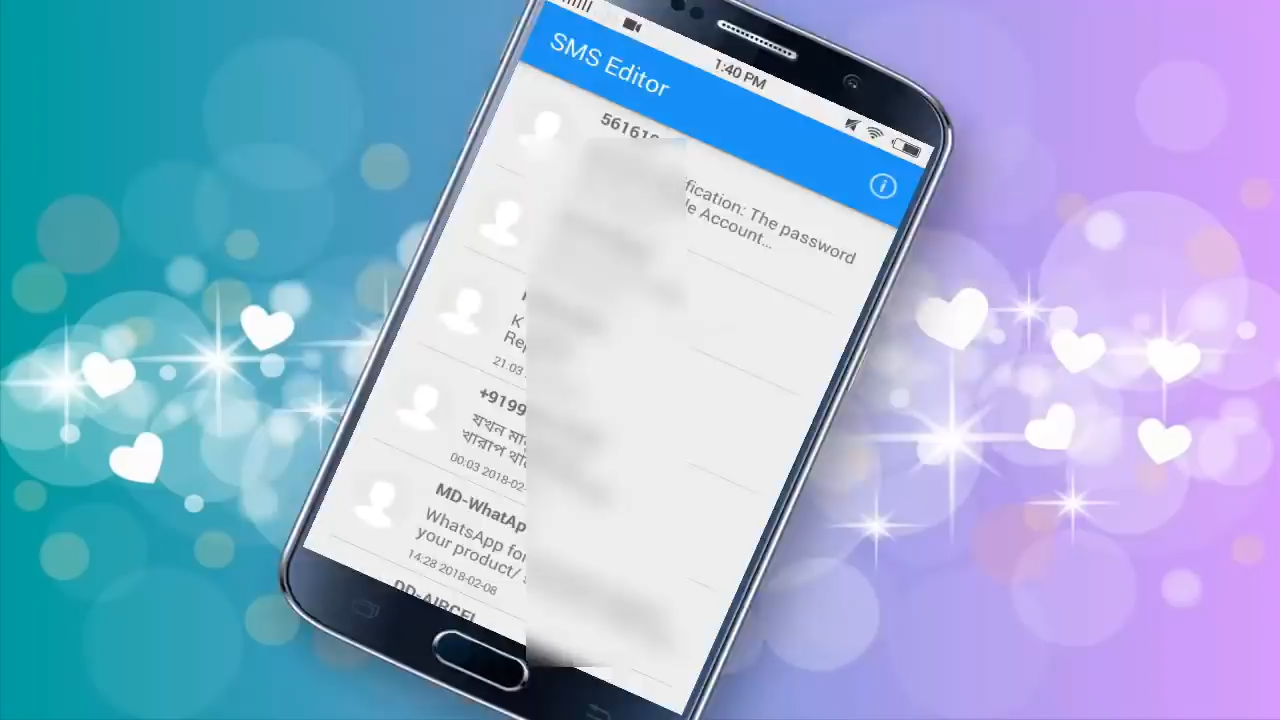 1:40 PM
SMS Editor
56161
fication: The password
le Account...
K
Rep
21.03
+9199
যখন মা
খারাপ থা
00:03 2018-02-
MD-WhatAp
WhatsApp for
your product/
14:28 2018-02-08
DD-AIRCEL